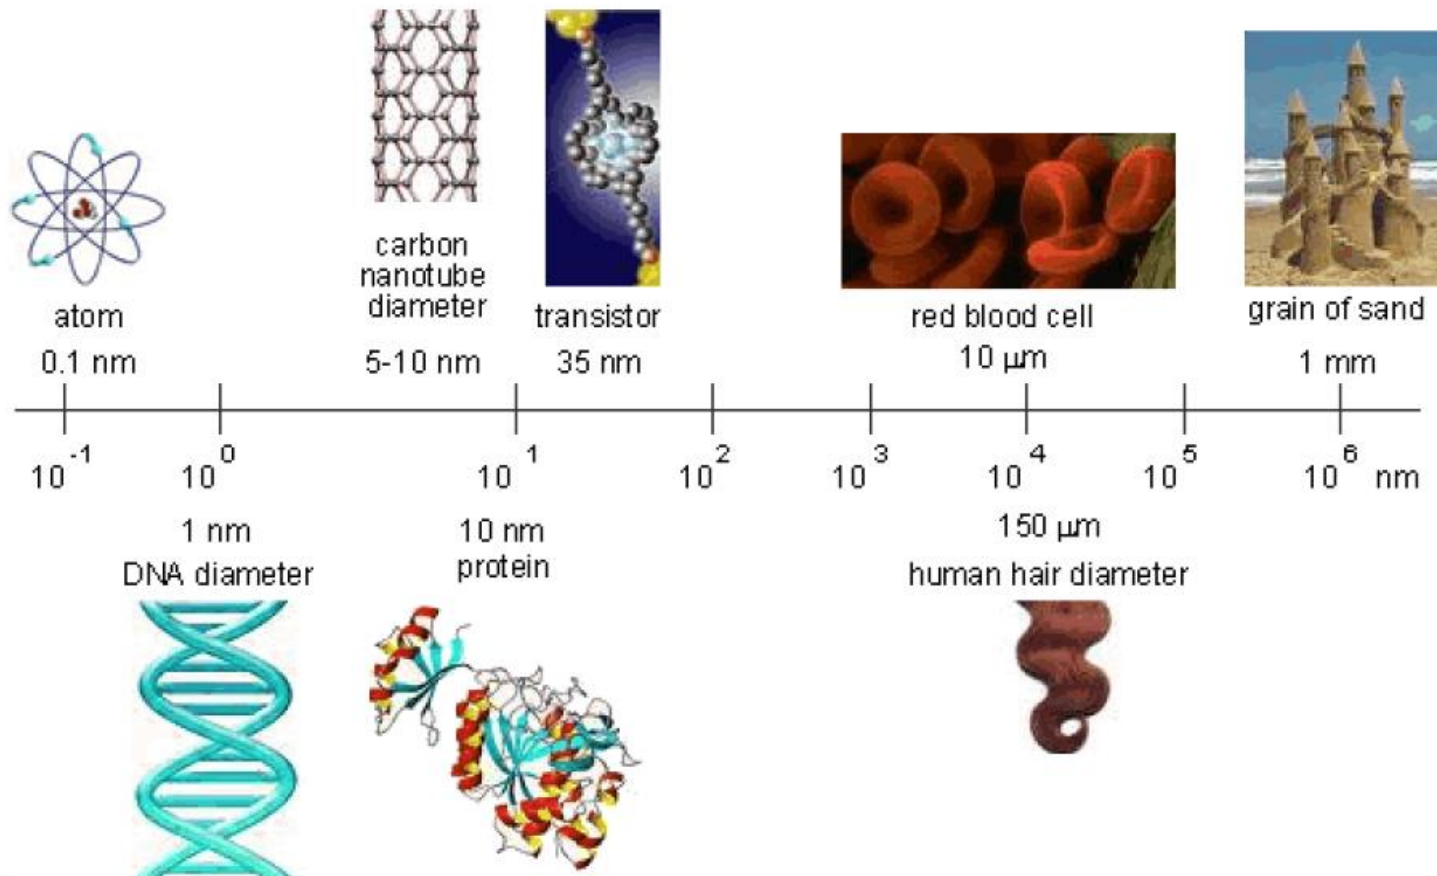 carbon
nanotube
diameter
atom
transistor
red blood cell
grain of sand
0.1 nm
5-10 nm
35 nm
10 μm
1 mm
10⁻¹ 10⁰ 10¹ 10² 10³ 10⁴ 10⁵ 10⁶ nm
1 nm
DNA diameter
10 nm
protein
150 μm
human hair diameter